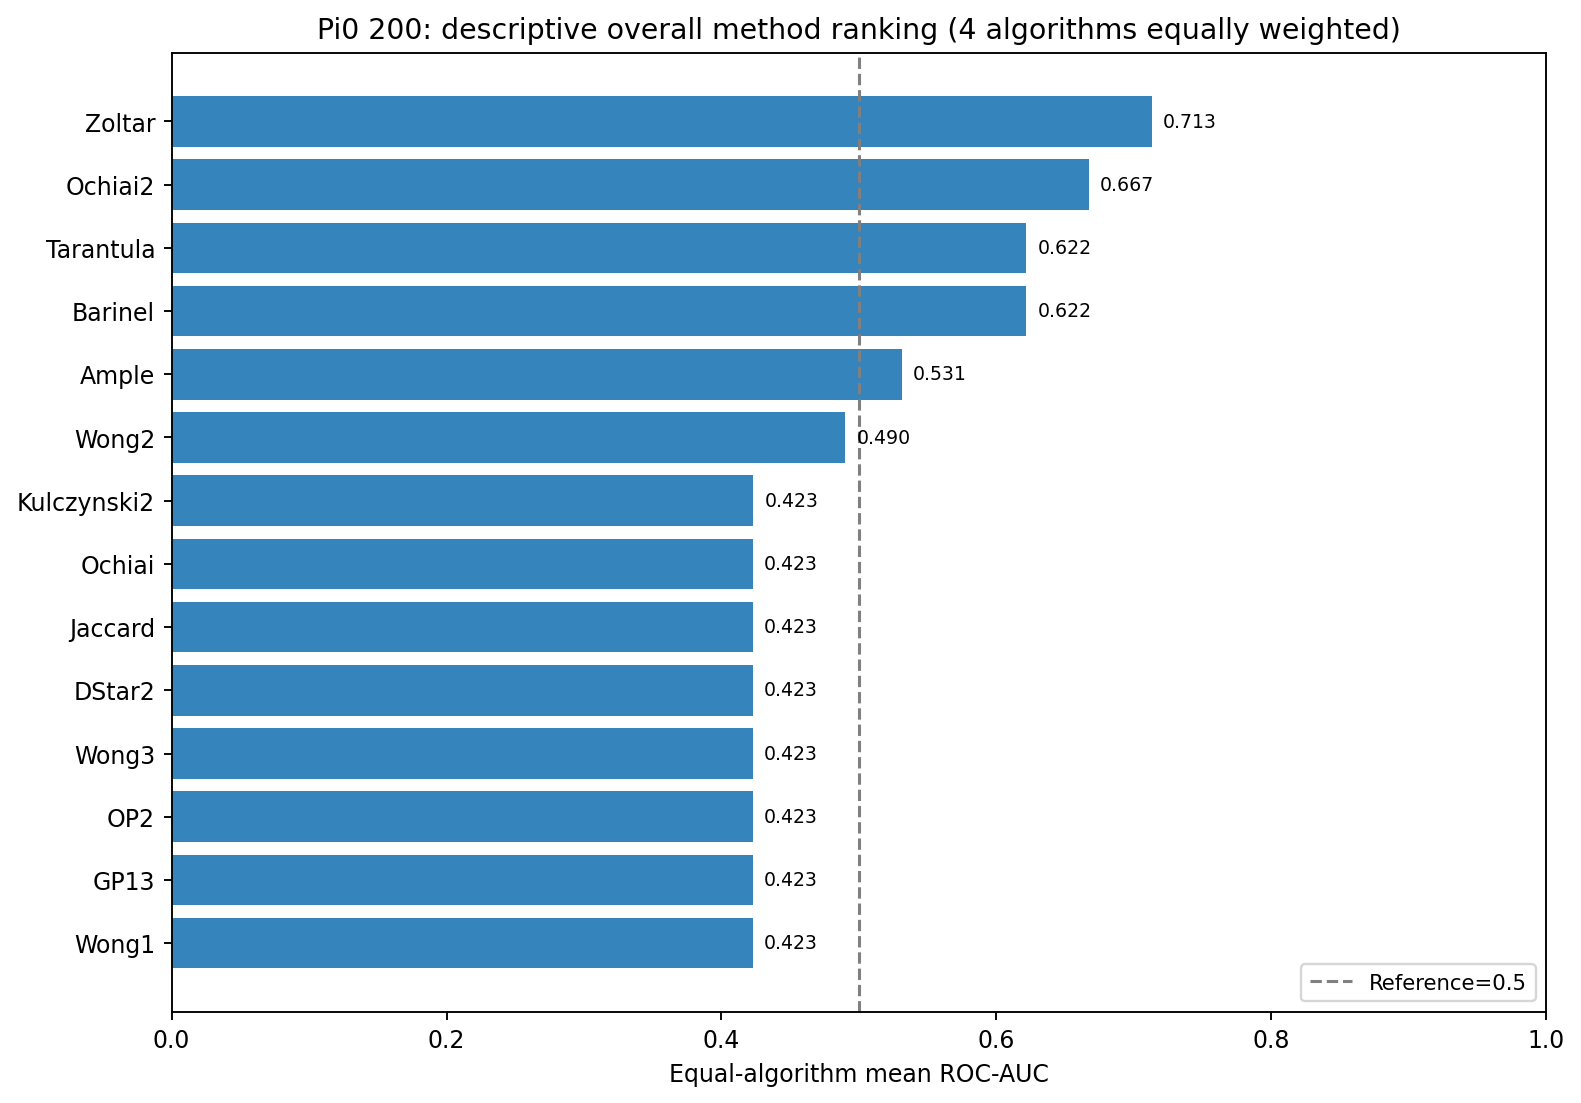 Pi0 200: descriptive overall method ranking (4 algorithms equally weighted)
Zoltar 0.713
Ochiai2 0.667
Tarantula 0.622
Barinel 0.622
Ample 0.531
Wong2 0.490
Kulczynski2 0.423
Ochiai 0.423
Jaccard 0.423
DStar2 0.423
Wong3 0.423
OP2 0.423
GP13 0.423
Wong1 0.423
Reference=0.5
0.0 0.2 0.4 0.6 0.8 1.0
Equal-algorithm mean ROC-AUC